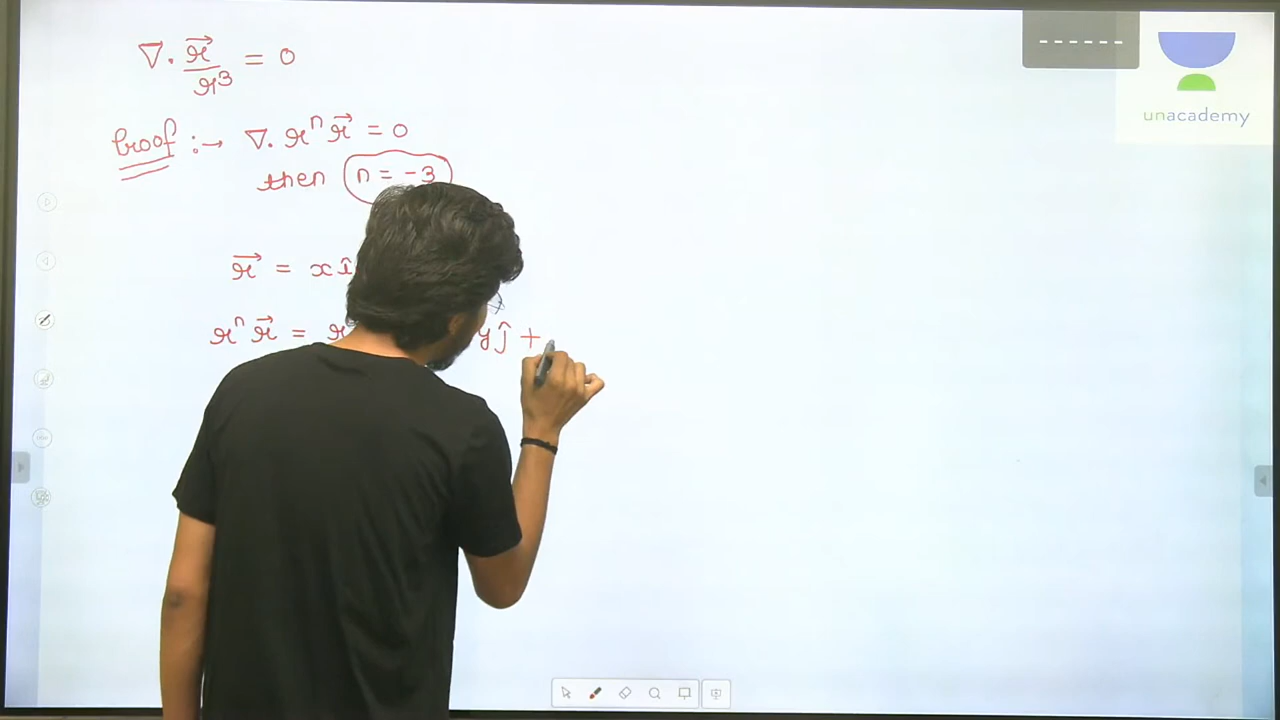 ∇ · r⃗ / r³ = 0
Proof :→ ∇ · rⁿ r⃗ = 0
then n = -3
r⃗ = x î
rⁿ r⃗ = r y ĵ +
------
unacademy